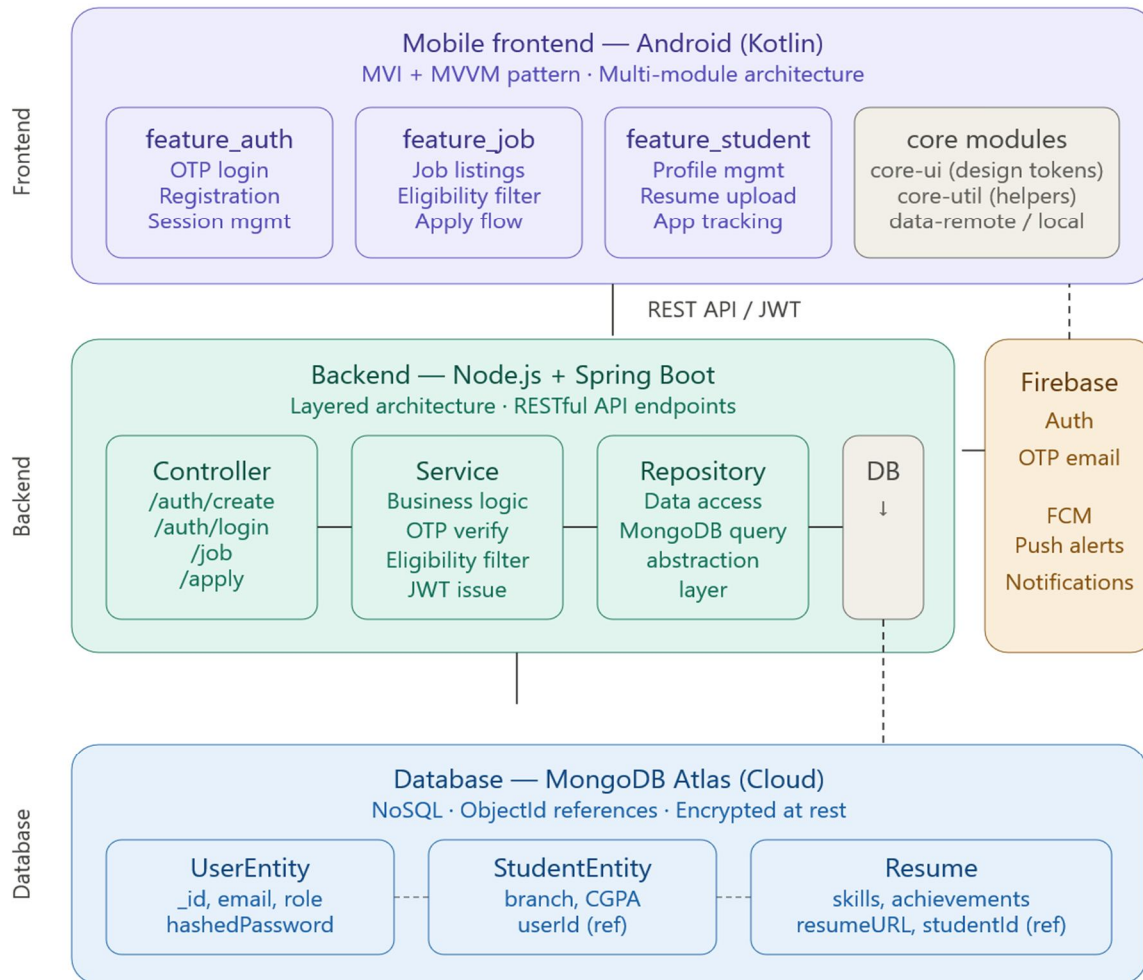 Frontend
Mobile frontend — Android (Kotlin)
MVI + MVVM pattern · Multi-module architecture
feature_auth
OTP login
Registration
Session mgmt
feature_job
Job listings
Eligibility filter
Apply flow
feature_student
Profile mgmt
Resume upload
App tracking
core modules
core-ui (design tokens)
core-util (helpers)
data-remote / local
REST API / JWT
Backend
Backend — Node.js + Spring Boot
Layered architecture · RESTful API endpoints
Controller
/auth/create
/auth/login
/job
/apply
Service
Business logic
OTP verify
Eligibility filter
JWT issue
Repository
Data access
MongoDB query
abstraction
layer
DB
↓
Firebase
Auth
OTP email
FCM
Push alerts
Notifications
Database
Database — MongoDB Atlas (Cloud)
NoSQL · ObjectId references · Encrypted at rest
UserEntity
_id, email, role
hashedPassword
StudentEntity
branch, CGPA
userId (ref)
Resume
skills, achievements
resumeURL, studentId (ref)